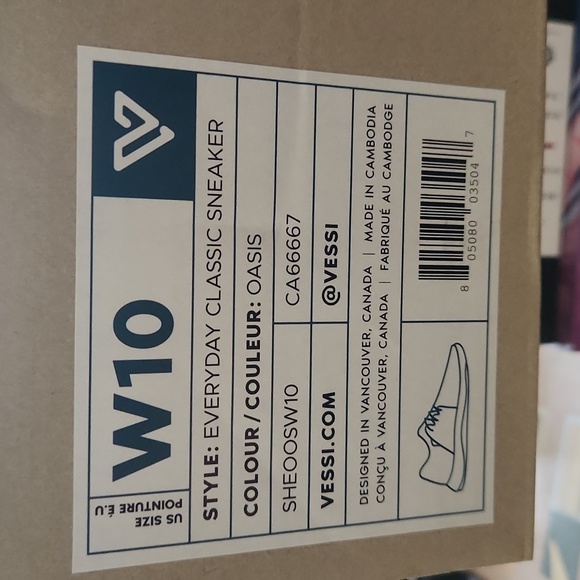 US SIZE
POINTURE É.U
W10
STYLE: EVERYDAY CLASSIC SNEAKER
COLOUR/COULEUR: OASIS
SHEOOSW10
CA66667
VESSI.COM
@VESSI
DESIGNED IN VANCOUVER, CANADA | MADE IN CAMBODIA
CONÇU À VANCOUVER, CANADA | FABRIQUÉ AU CAMBODGE
8 05080 03504 7